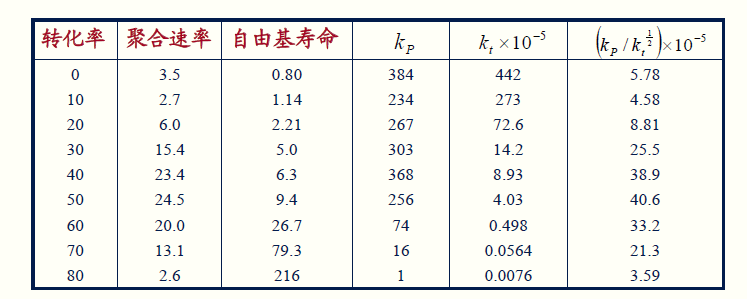 转化率 聚合速率 自由基寿命 k_P k_t ×10^-5 (k_P / k_t^1/2)×10^-5
0 3.5 0.80 384 442 5.78
10 2.7 1.14 234 273 4.58
20 6.0 2.21 267 72.6 8.81
30 15.4 5.0 303 14.2 25.5
40 23.4 6.3 368 8.93 38.9
50 24.5 9.4 256 4.03 40.6
60 20.0 26.7 74 0.498 33.2
70 13.1 79.3 16 0.0564 21.3
80 2.6 216 1 0.0076 3.59